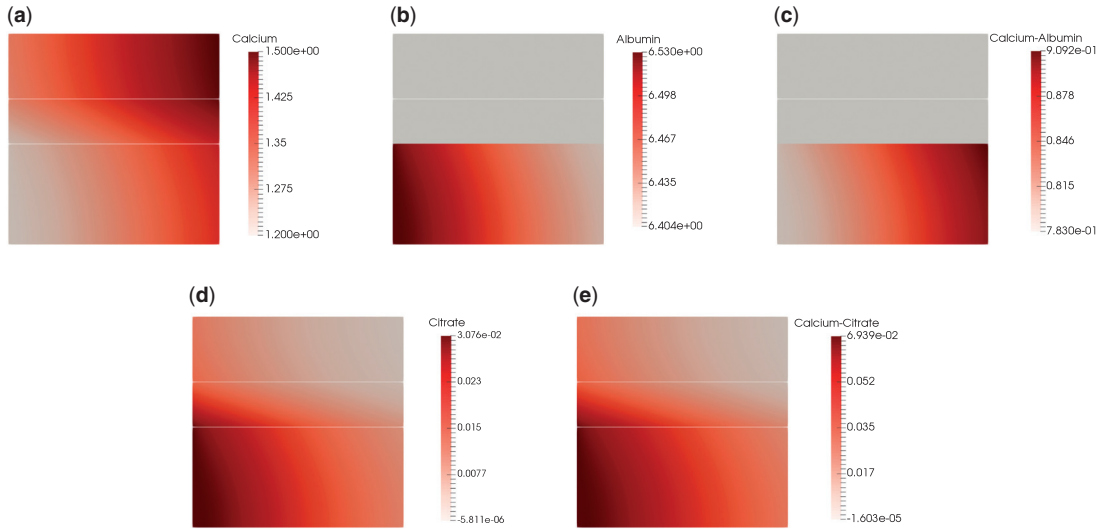 (a)
Calcium
1.500e+00
1.425
1.35
1.275
1.200e+00
(b)
Albumin
6.530e+00
6.498
6.467
6.435
6.404e+00
(c)
Calcium-Albumin
9.092e-01
0.878
0.846
0.815
7.830e-01
(d)
Citrate
3.076e-02
0.023
0.015
0.0077
-5.811e-06
(e)
Calcium-Citrate
6.939e-02
0.052
0.035
0.017
-1.603e-05